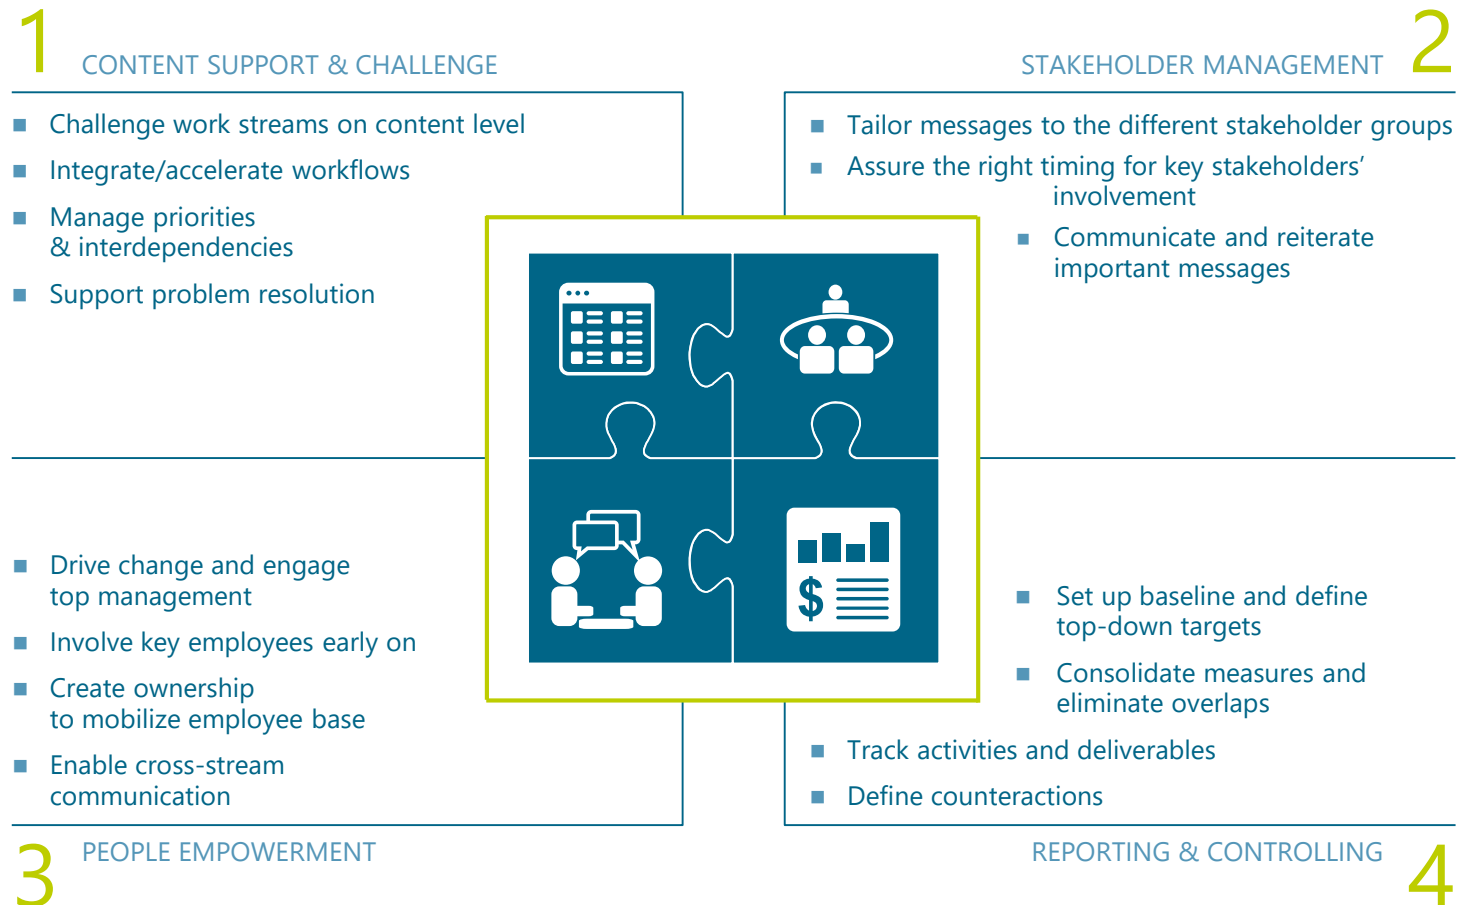 1
CONTENT SUPPORT & CHALLENGE
Challenge work streams on content level
Integrate/accelerate workflows
Manage priorities
& interdependencies
Support problem resolution
2
STAKEHOLDER MANAGEMENT
Tailor messages to the different stakeholder groups
Assure the right timing for key stakeholders’
involvement
Communicate and reiterate
important messages
Drive change and engage
top management
Involve key employees early on
Create ownership
to mobilize employee base
Enable cross-stream
communication
3
PEOPLE EMPOWERMENT
$
Set up baseline and define
top-down targets
Consolidate measures and
eliminate overlaps
Track activities and deliverables
Define counteractions
REPORTING & CONTROLLING
4